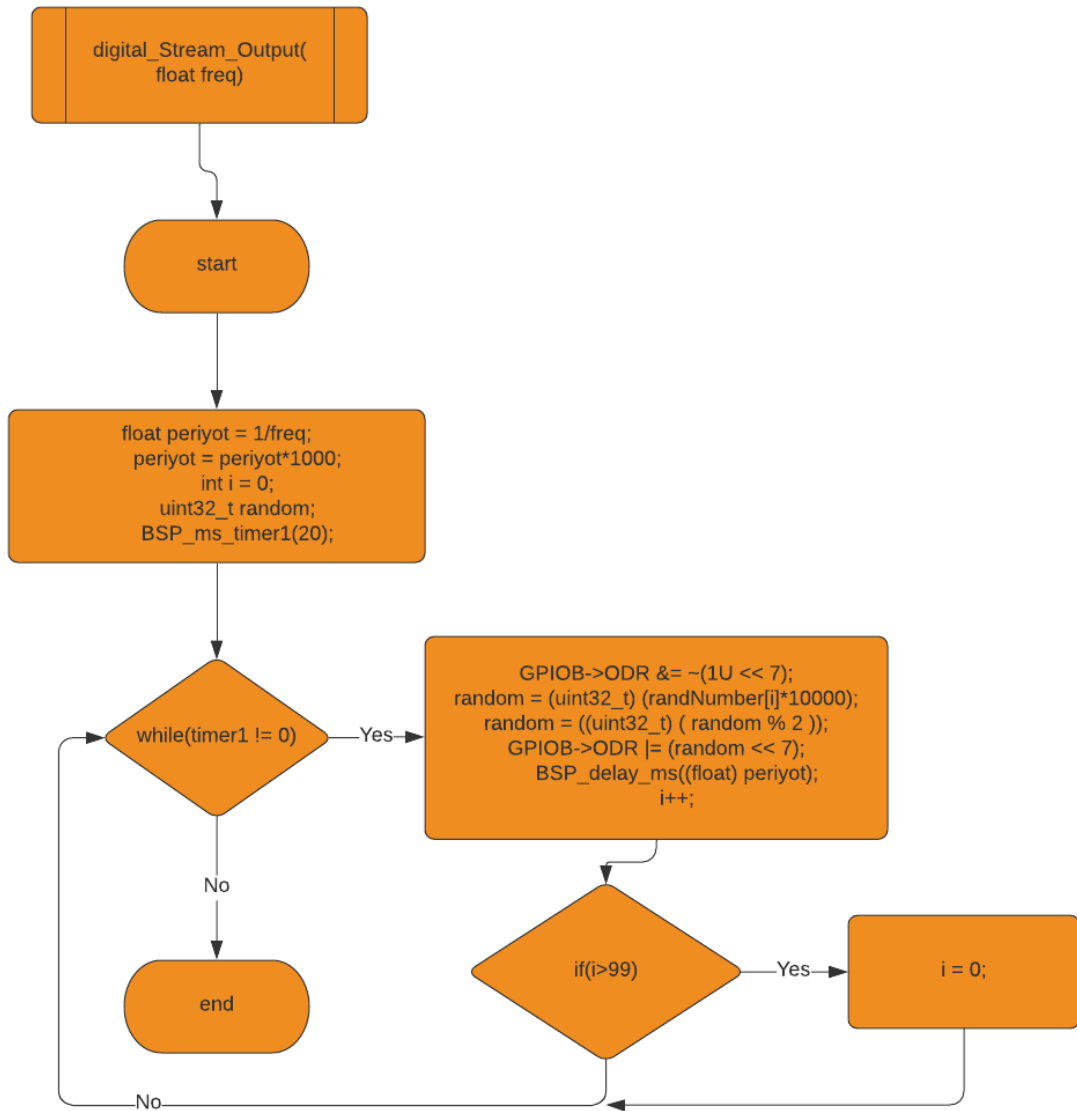 digital_Stream_Output(
float freq)
start
float periyot = 1/freq;
periyot = periyot*1000;
int i = 0;
uint32_t random;
BSP_ms_timer1(20);
while(timer1 != 0)
Yes
GPIOB->ODR &= ~(1U << 7);
random = (uint32_t) (randNumber[i]*10000);
random = ((uint32_t) ( random % 2 ));
GPIOB->ODR |= (random << 7);
BSP_delay_ms((float) periyot);
i++;
No
end
if(i>99)
Yes
i = 0;
No